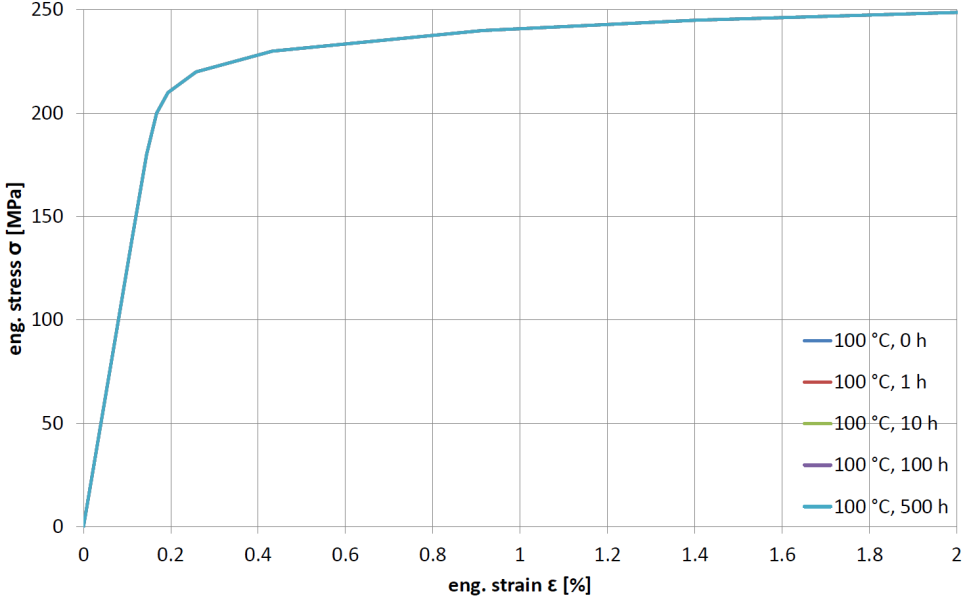 250
200
150
100
50
0
eng. stress σ [MPa]
0 0.2 0.4 0.6 0.8 1 1.2 1.4 1.6 1.8 2
eng. strain ε [%]
100 °C, 0 h
100 °C, 1 h
100 °C, 10 h
100 °C, 100 h
100 °C, 500 h